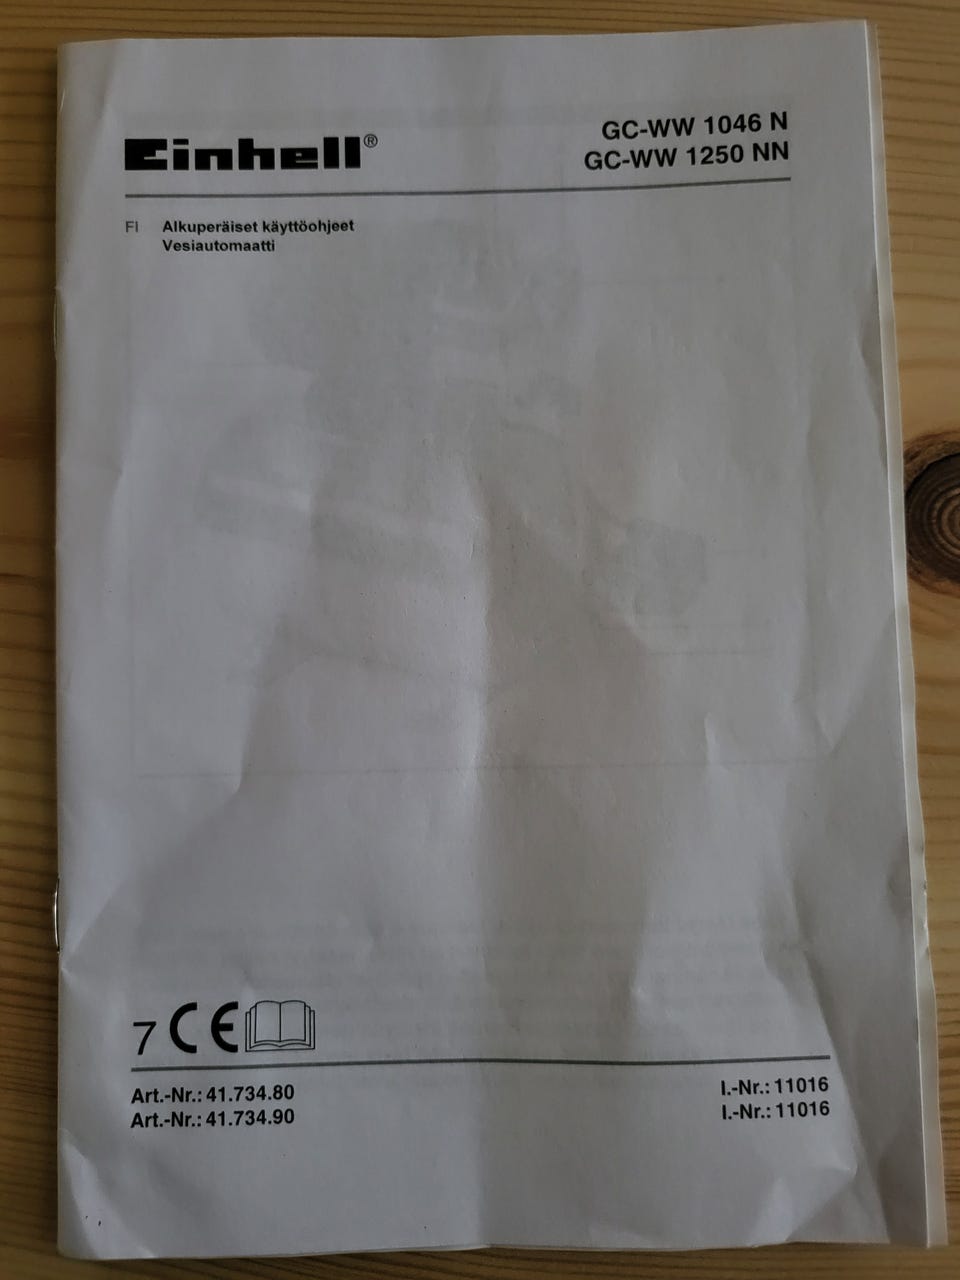 Einhell®
GC-WW 1046 N
GC-WW 1250 NN
FI Alkuperäiset käyttöohjeet
Vesiautomaatti
7 CE
Art.-Nr.: 41.734.80
Art.-Nr.: 41.734.90
I.-Nr.: 11016
I.-Nr.: 11016